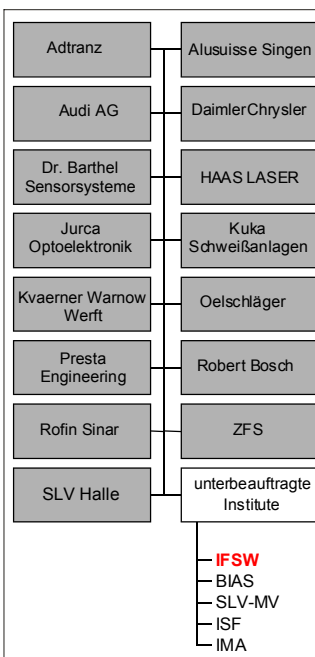 Adtranz
Alusuisse Singen
Audi AG
DaimlerChrysler
Dr. Barthel
Sensorsysteme
HAAS LASER
Jurca
Optoelektronik
Kuka
Schweißanlagen
Kvaerner Warnow
Werft
Oelschläger
Presta
Engineering
Robert Bosch
Rofin Sinar
ZFS
SLV Halle
unterbeauftragte
Institute
IFSW
BIAS
SLV-MV
ISF
IMA